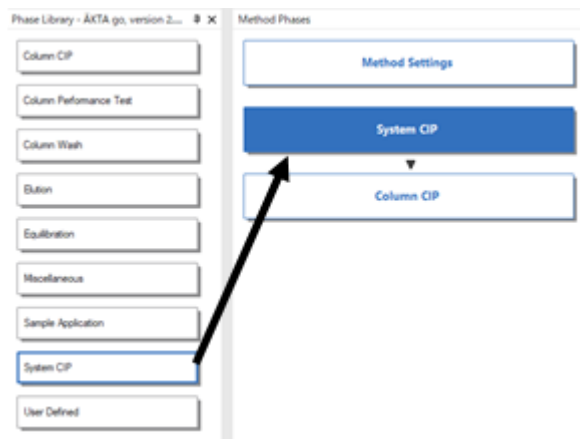 Phase Library - ÄKTA go, version 2....
Method Phases
Column CIP
Column Performance Test
Column Wash
Elution
Equilibration
Miscellaneous
Sample Application
System CIP
User Defined
Method Settings
System CIP
Column CIP